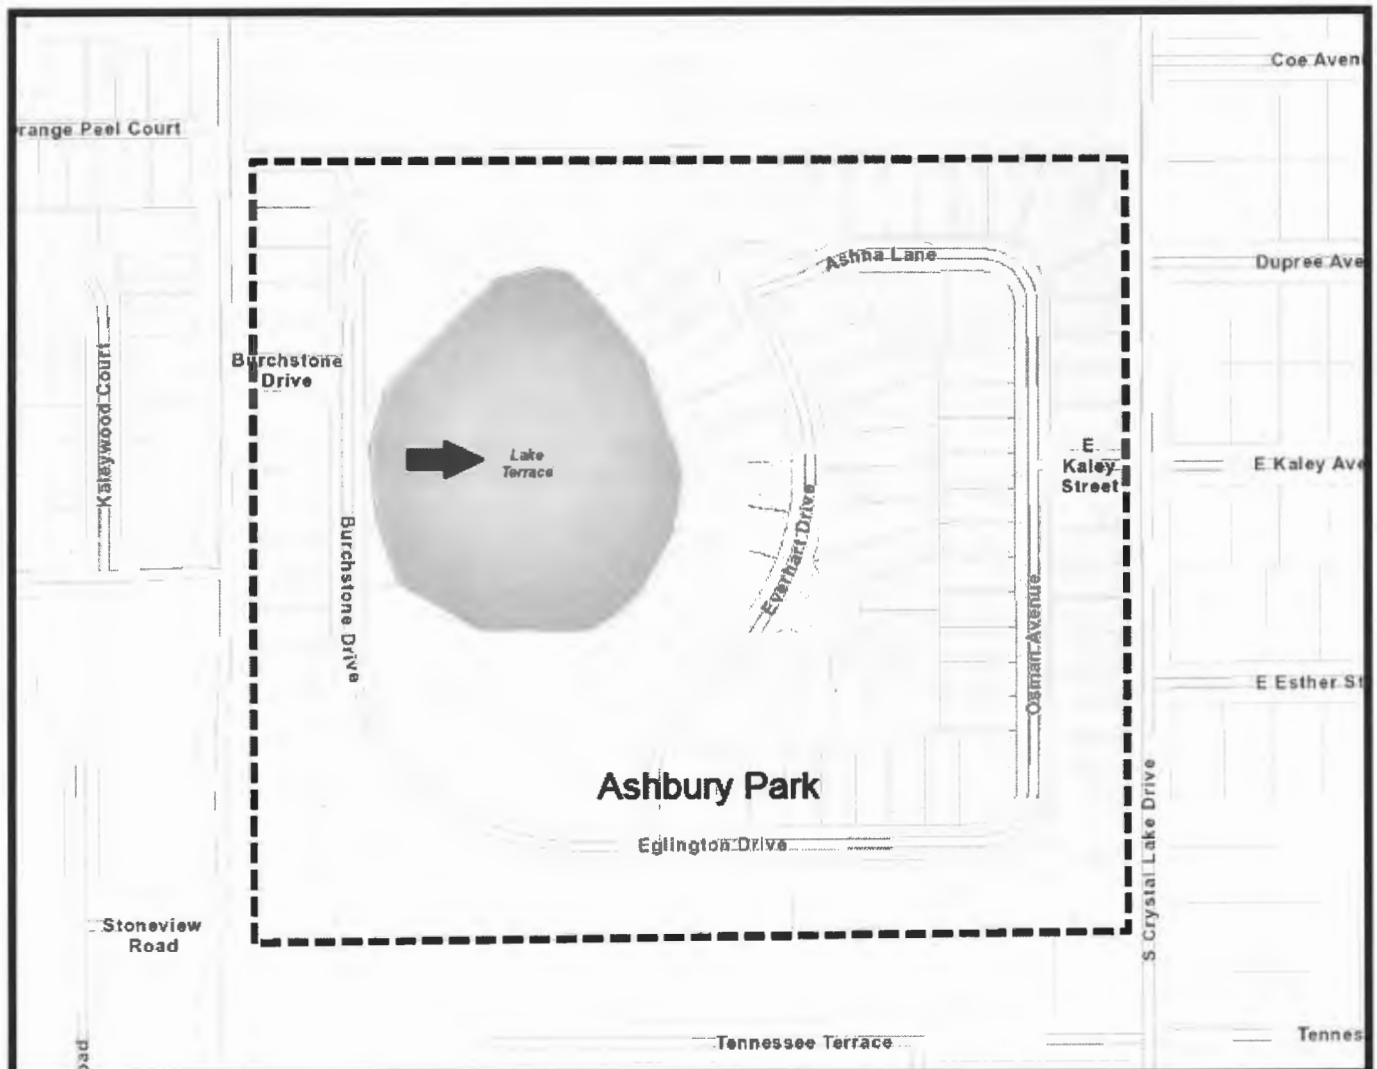 Coe Aven
range Peel Court
Ashna Lane
Dupree Ave
Burchstone
Drive
Kaleywood Court
Lake
Terrace
E
Kaley
Street
E Kaley Ave
Burchstone Drive
Everhart Drive
Osman Avenue
E Esther St
Ashbury Park
Eglington Drive
S Crystal Lake Drive
Stoneview
Road
Tennessee Terrace
Tennes
oad